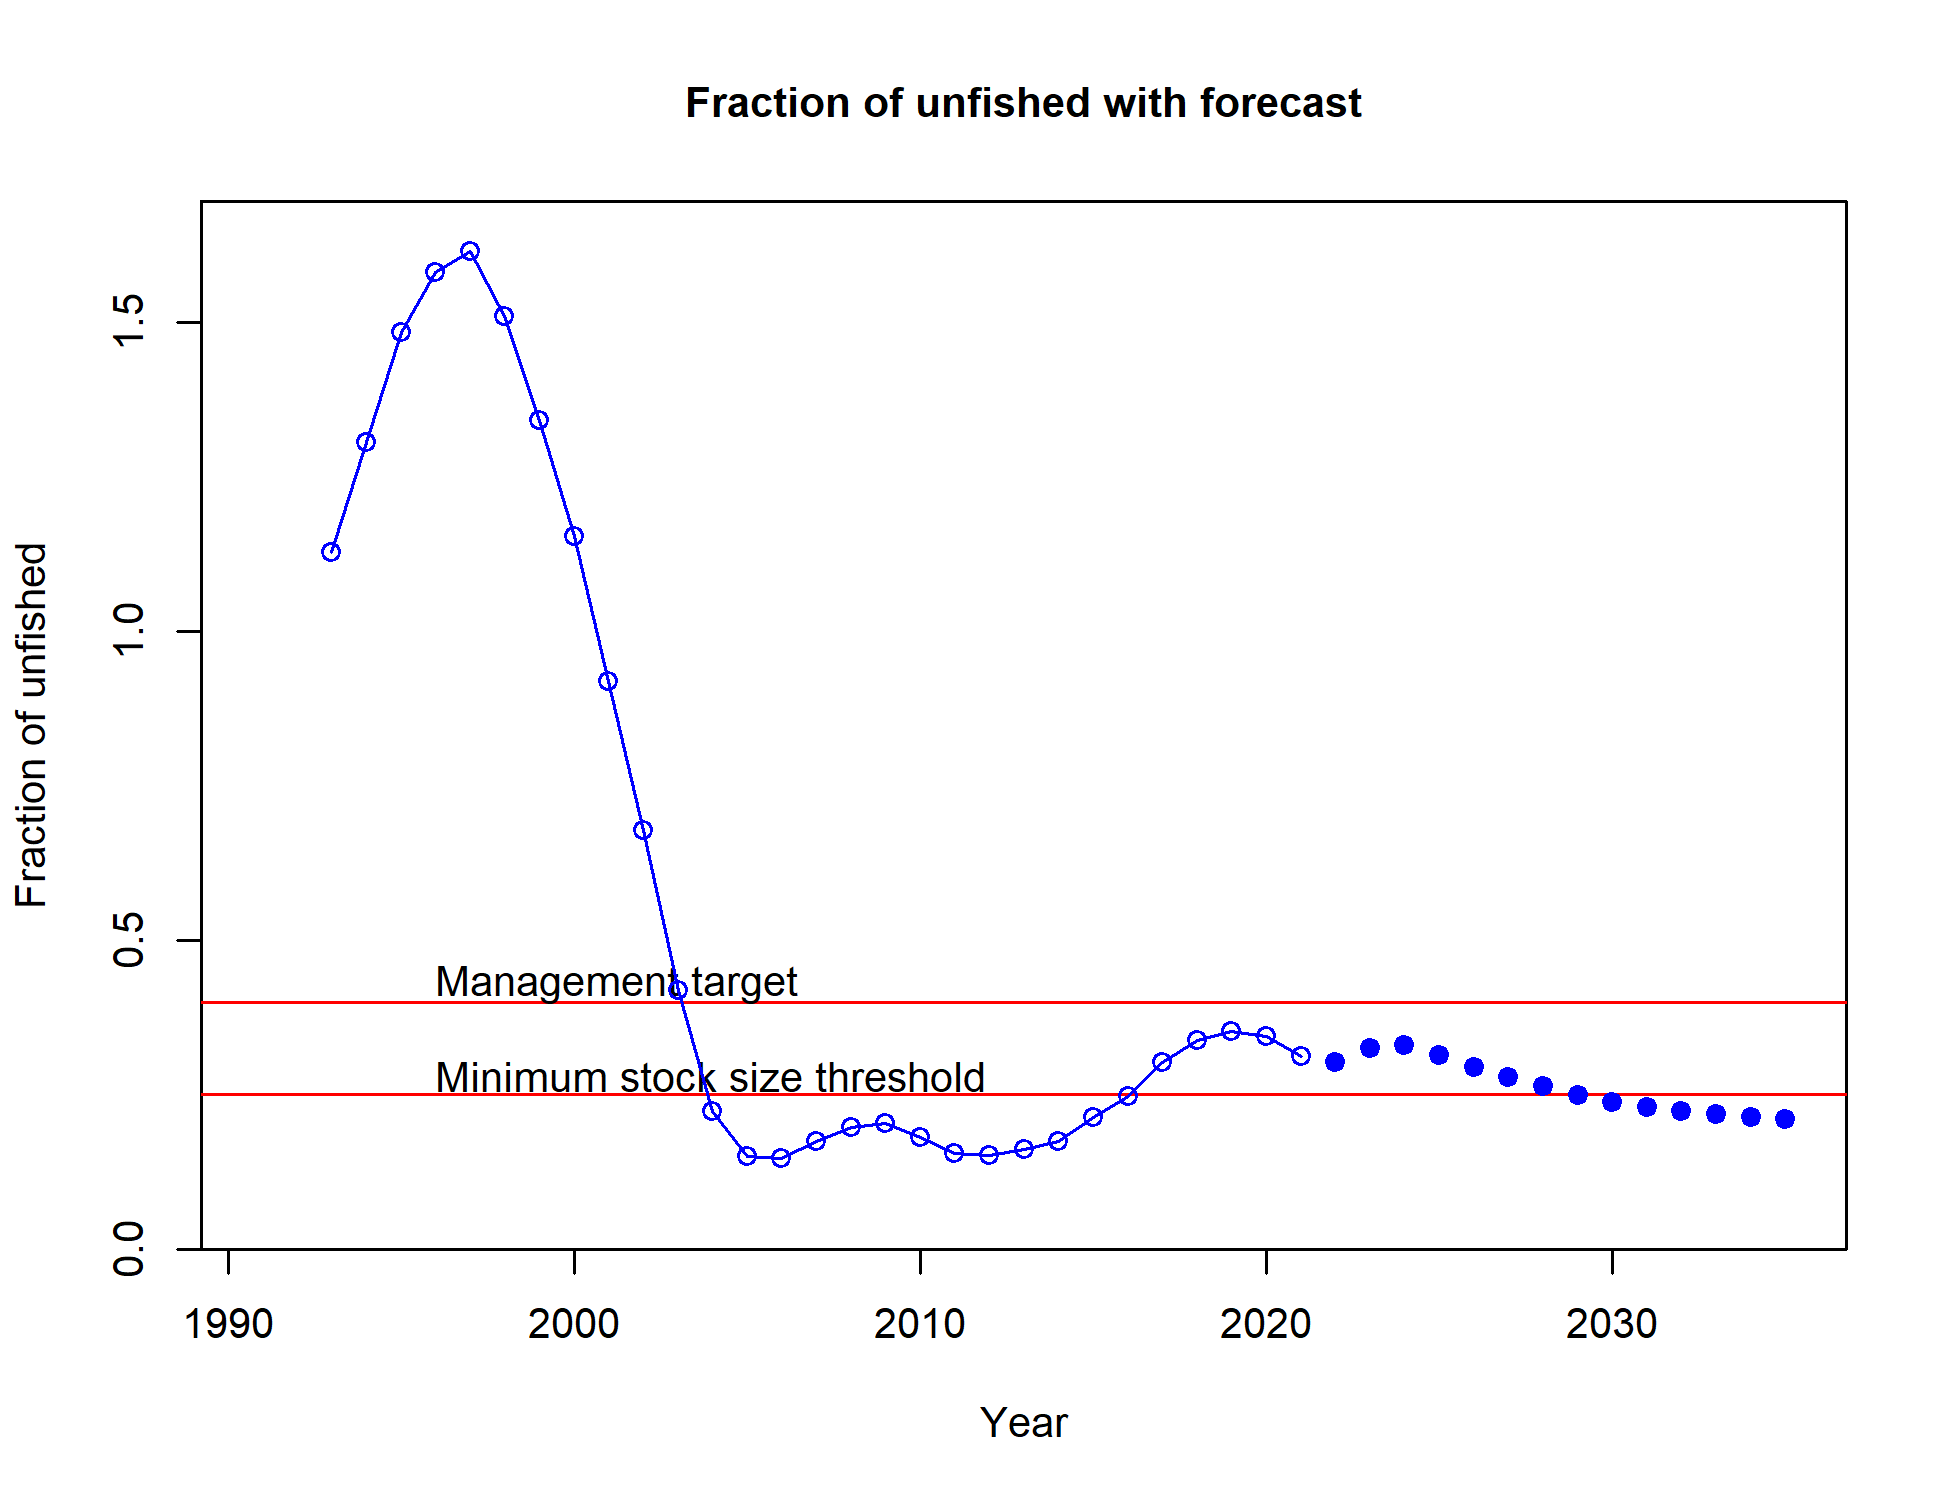 Fraction of unfished with forecast
Fraction of unfished
1.5
1.0
0.5
0.0
Management target
Minimum stock size threshold
1990 2000 2010 2020 2030
Year